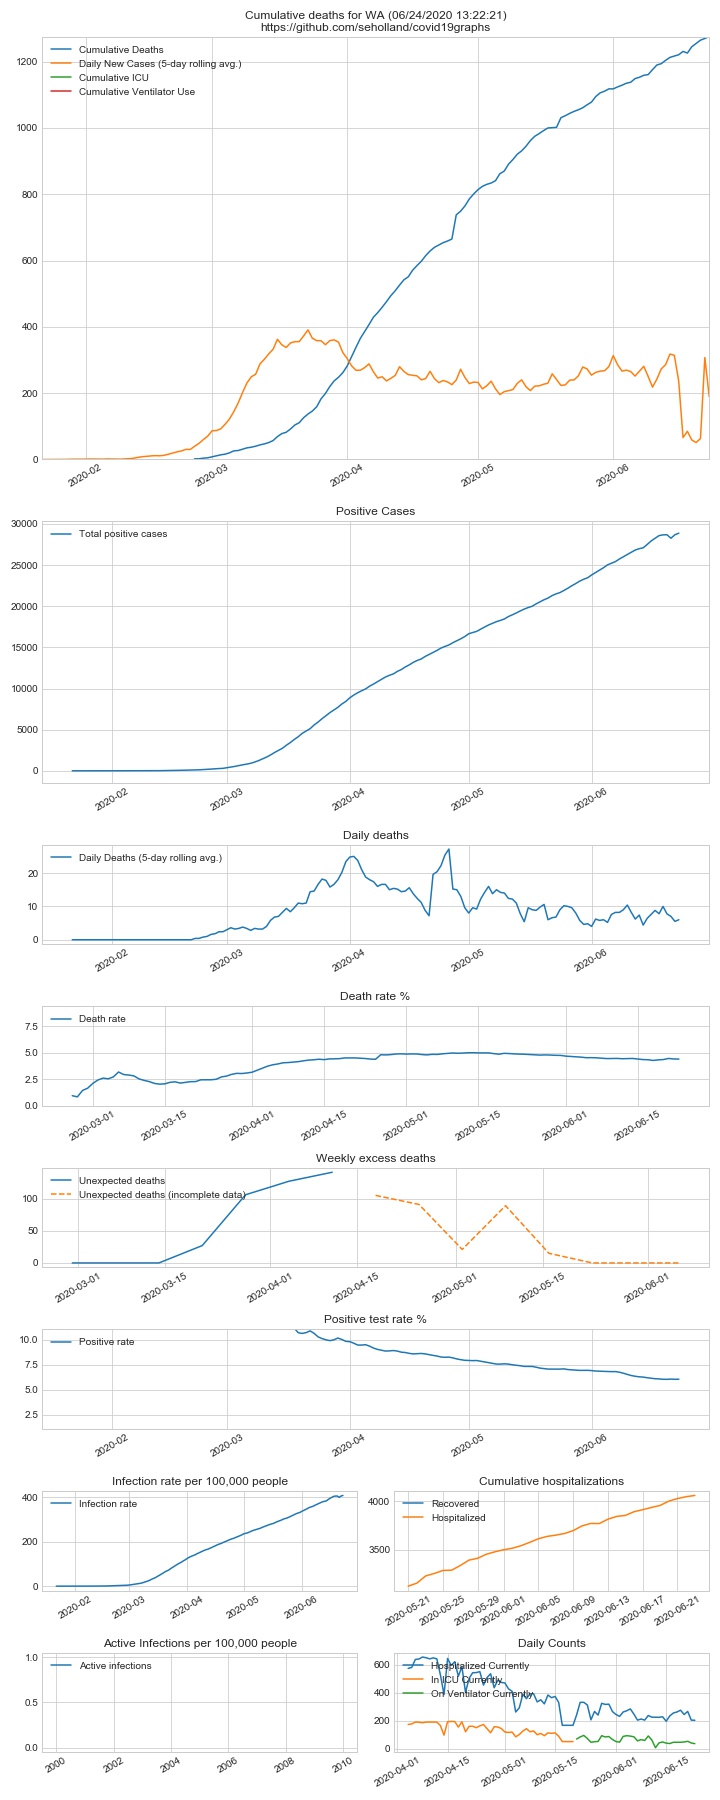 Cumulative deaths for WA (06/24/2020 13:22:21)
https://github.com/seholland/covid19graphs
Cumulative Deaths
Daily New Cases (5-day rolling avg.)
Cumulative ICU
Cumulative Ventilator Use
1200
1000
800
600
400
200
0
2020-02 2020-03 2020-04 2020-05 2020-06
Positive Cases
Total positive cases
30000
25000
20000
15000
10000
5000
0
2020-02 2020-03 2020-04 2020-05 2020-06
Daily deaths
Daily Deaths (5-day rolling avg.)
20
10
0
2020-02 2020-03 2020-04 2020-05 2020-06
Death rate %
Death rate
7.5
5.0
2.5
0.0
2020-03-01 2020-03-15 2020-04-01 2020-04-15 2020-05-01 2020-05-15 2020-06-01 2020-06-15
Weekly excess deaths
Unexpected deaths
Unexpected deaths (incomplete data)
100
50
0
2020-03-01 2020-03-15 2020-04-01 2020-04-15 2020-05-01 2020-05-15 2020-06-01
Positive test rate %
Positive rate
10.0
7.5
5.0
2.5
2020-02 2020-03 2020-04 2020-05 2020-06
Infection rate per 100,000 people
Infection rate
400
200
0
2020-02 2020-03 2020-04 2020-05 2020-06
Cumulative hospitalizations
Recovered
Hospitalized
4000
3500
2020-05-21 2020-05-25 2020-05-29 2020-06-01 2020-06-05 2020-06-09 2020-06-13 2020-06-17 2020-06-21
Active Infections per 100,000 people
Active infections
1.0
0.5
0.0
2000 2002 2004 2006 2008 2010
Daily Counts
Hospitalized Currently
In ICU Currently
On Ventilator Currently
600
400
200
0
2020-04-01 2020-04-15 2020-05-01 2020-05-15 2020-06-01 2020-06-15